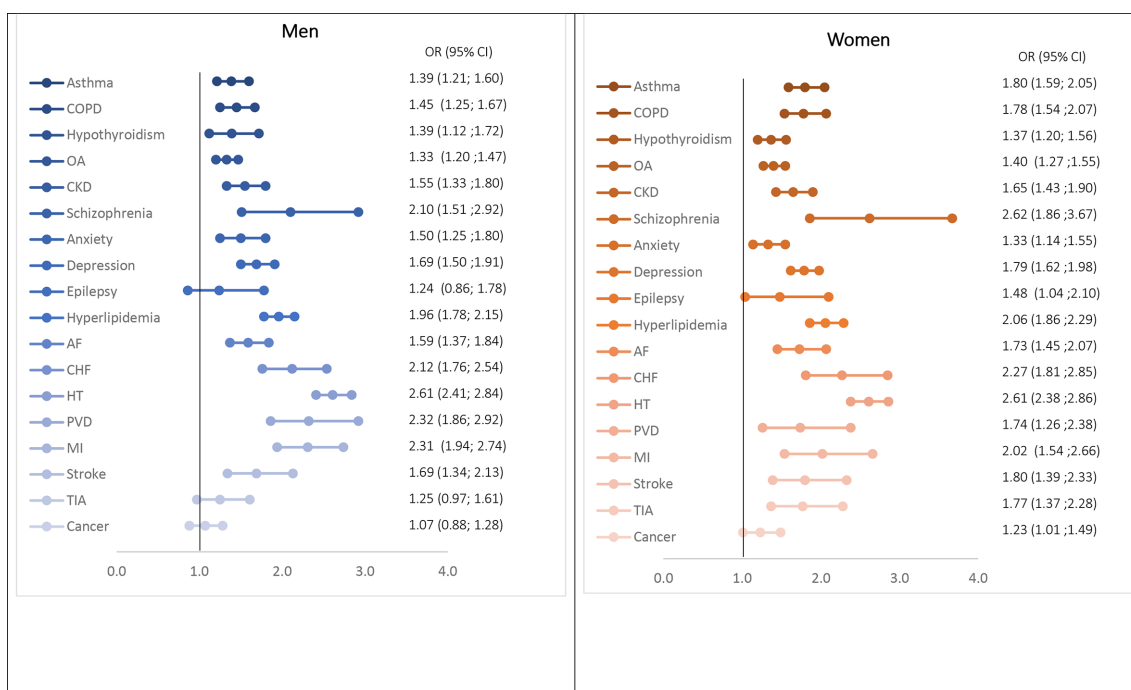 Men
OR (95% CI)
Asthma 1.39 (1.21; 1.60)
COPD 1.45 (1.25; 1.67)
Hypothyroidism 1.39 (1.12; 1.72)
OA 1.33 (1.20; 1.47)
CKD 1.55 (1.33; 1.80)
Schizophrenia 2.10 (1.51 ;2.92)
Anxiety 1.50 (1.25; 1.80)
Depression 1.69 (1.50 ;1.91)
Epilepsy 1.24 (0.86; 1.78)
Hyperlipidemia 1.96 (1.78; 2.15)
AF 1.59 (1.37; 1.84)
CHF 2.12 (1.76; 2.54)
HT 2.61 (2.41; 2.84)
PVD 2.32 (1.86; 2.92)
MI 2.31 (1.94; 2.74)
Stroke 1.69 (1.34; 2.13)
TIA 1.25 (0.97; 1.61)
Cancer 1.07 (0.88; 1.28)
0.0 1.0 2.0 3.0 4.0
Women
OR (95% CI)
Asthma 1.80 (1.59; 2.05)
COPD 1.78 (1.54; 2.07)
Hypothyroidism 1.37 (1.20; 1.56)
OA 1.40 (1.27 ;1.55)
CKD 1.65 (1.43; 1.90)
Schizophrenia 2.62 (1.86; 3.67)
Anxiety 1.33 (1.14; 1.55)
Depression 1.79 (1.62; 1.98)
Epilepsy 1.48 (1.04 ;2.10)
Hyperlipidemia 2.06 (1.86 ;2.29)
AF 1.73 (1.45 ;2.07)
CHF 2.27 (1.81 ;2.85)
HT 2.61 (2.38 ;2.86)
PVD 1.74 (1.26 ;2.38)
MI 2.02 (1.54 ;2.66)
Stroke 1.80 (1.39 ;2.33)
TIA 1.77 (1.37 ;2.28)
Cancer 1.23 (1.01 ;1.49)
0.0 1.0 2.0 3.0 4.0